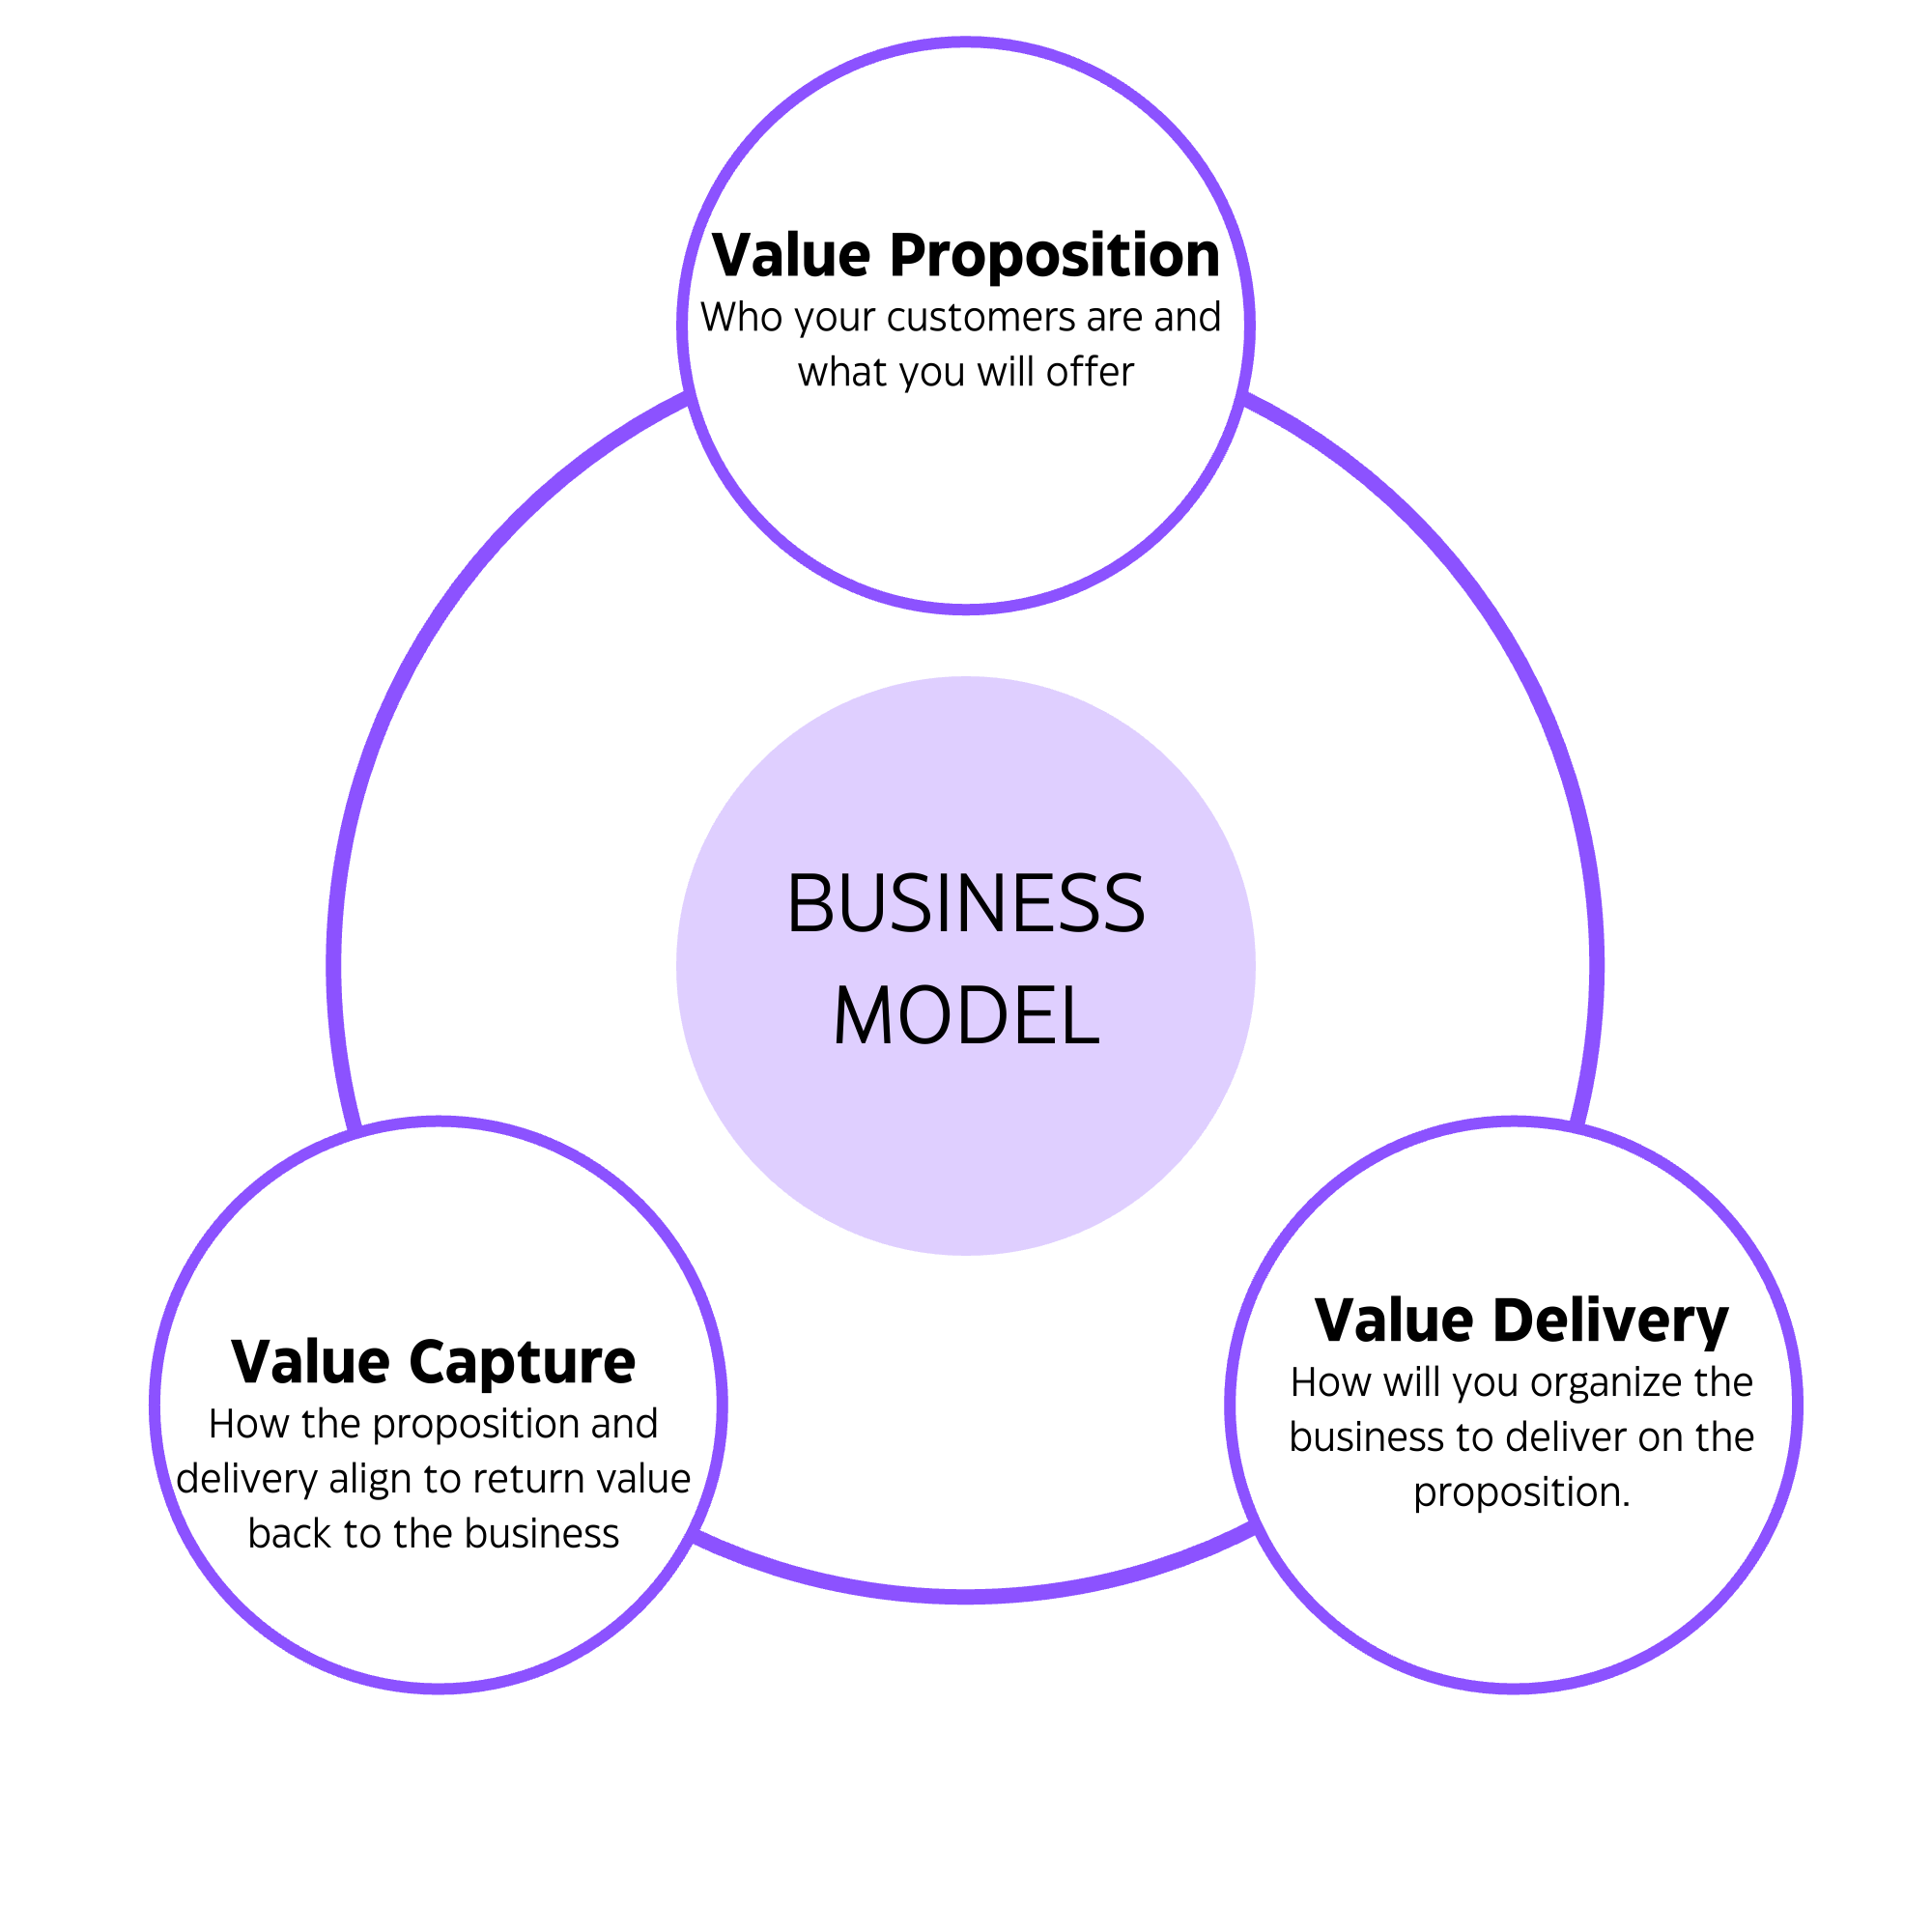 Value Proposition
Who your customers are and
what you will offer
BUSINESS
MODEL
Value Capture
How the proposition and
delivery align to return value
back to the business
Value Delivery
How will you organize the
business to deliver on the
proposition.